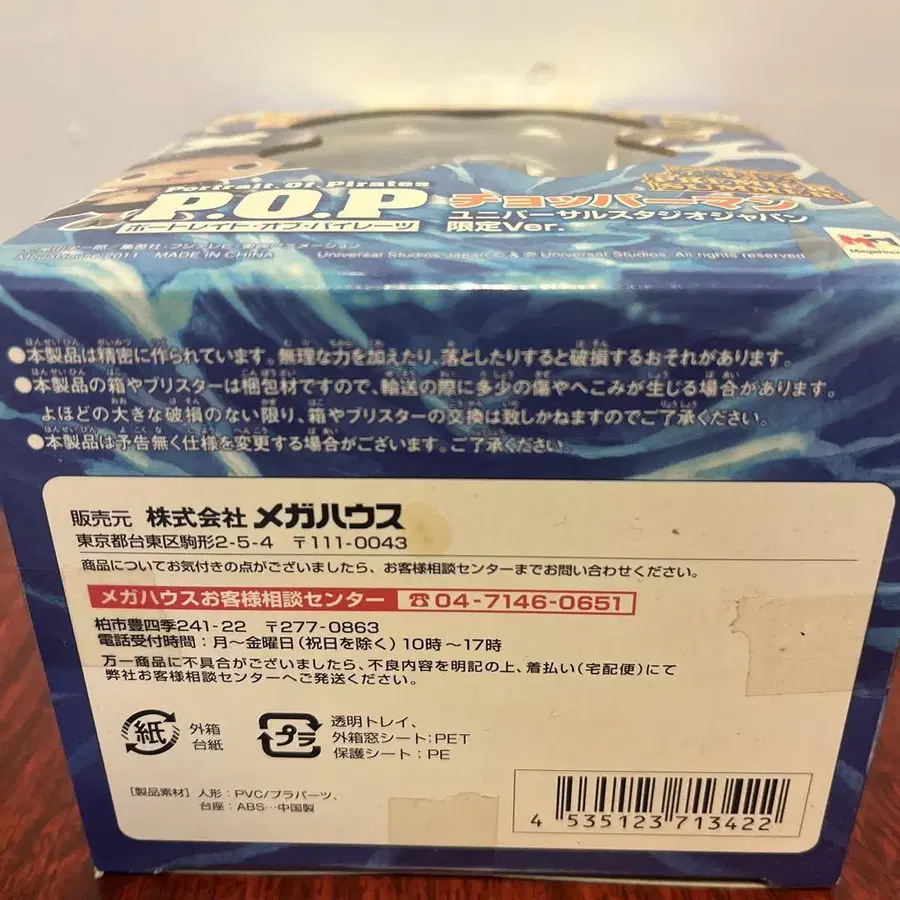 Portrait.Of.Pirates
P.O.P
ポートレイト・オブ・パイレーツ
チョッパーマン
ユニバーサルスタジオジャパン
限定Ver.
MegaHouse 2011 MADE IN CHINA
Universal Studios Japan © & ® Universal Studios. All rights reserved.
●本製品は精密に作られています。無理な力を加えたり、落としたりすると破損するおそれがあります。
●本製品の箱やブリスターは梱包材ですので、輸送の際に多少の傷やへこみが生じる場合があります。
よほどの大きな破損のない限り、箱やブリスターの交換は致しかねますのでご了承ください。
●本製品は予告無く仕様を変更する場合がございます。ご了承ください。
販売元 株式会社 メガハウス
東京都台東区駒形2-5-4 〒111-0043
商品についてお気付きの点がございましたら、お客様相談センターまでお問い合わせください。
メガハウスお客様相談センター ☎04-7146-0651
柏市豊四季241-22 〒277-0863
電話受付時間：月～金曜日(祝日を除く) 10時～17時
万一商品に不具合がございましたら、不良内容を明記の上、着払い(宅配便)にて
弊社お客様相談センターへご発送ください。
紙 外箱
台紙
プラ 透明トレイ、
外箱窓シート：PET
保護シート：PE
[製品素材] 人形：PVC/プラパーツ、
台座：ABS…中国製
4 535123 713422